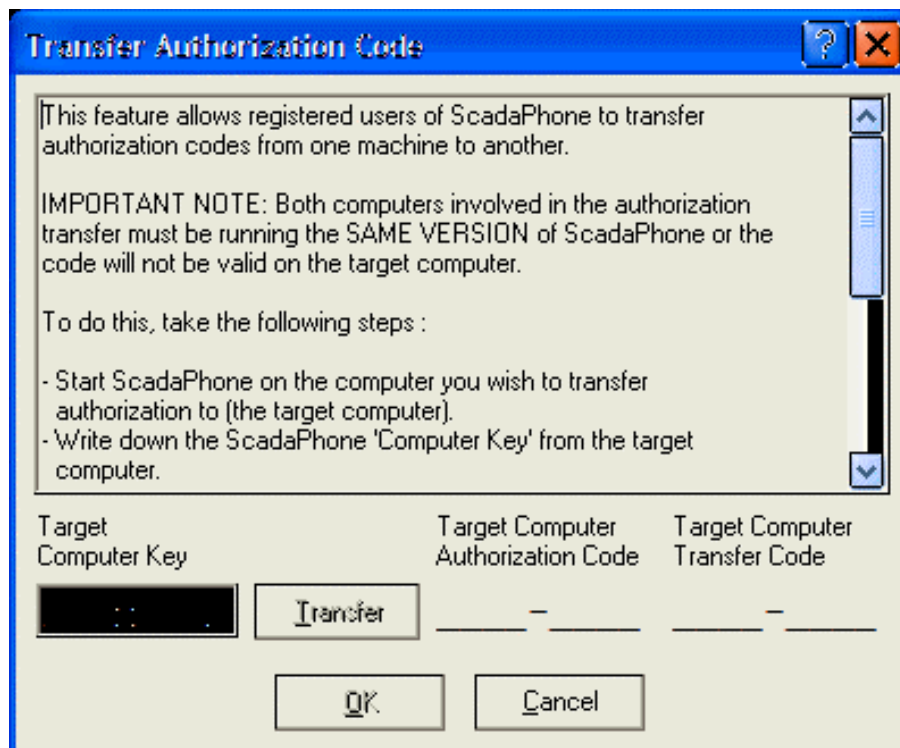 Transfer Authorization Code
This feature allows registered users of ScadaPhone to transfer
authorization codes from one machine to another.
IMPORTANT NOTE: Both computers involved in the authorization
transfer must be running the SAME VERSION of ScadaPhone or the
code will not be valid on the target computer.
To do this, take the following steps :
- Start ScadaPhone on the computer you wish to transfer
authorization to (the target computer).
- Write down the ScadaPhone 'Computer Key' from the target
computer.
Target
Computer Key
Target Computer
Authorization Code
Target Computer
Transfer Code
Transfer
____-____
____-____
OK
Cancel